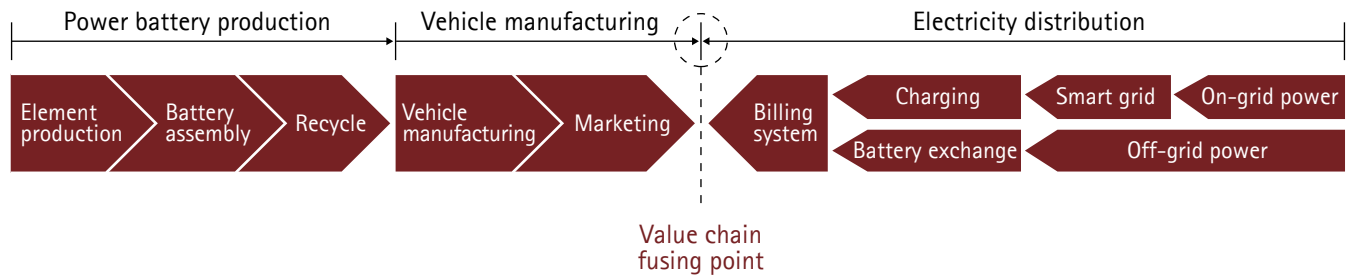 Power battery production
Vehicle manufacturing
Electricity distribution
Element
production
Battery
assembly
Recycle
Vehicle
manufacturing
Marketing
Billing
system
Charging
Smart grid
On-grid power
Battery exchange
Off-grid power
Value chain
fusing point